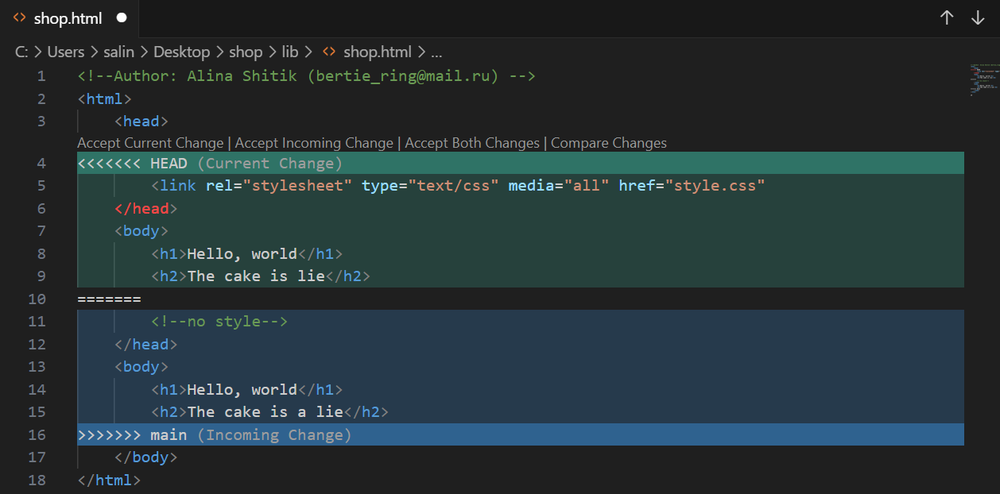 shop.html
C: > Users > salin > Desktop > shop > lib > shop.html > ...
1 <!--Author: Alina Shitik (bertie_ring@mail.ru) -->
2 <html>
3     <head>
Accept Current Change | Accept Incoming Change | Accept Both Changes | Compare Changes
4 <<<<<<< HEAD (Current Change)
5         <link rel="stylesheet" type="text/css" media="all" href="style.css"
6     </head>
7     <body>
8         <h1>Hello, world</h1>
9         <h2>The cake is lie</h2>
10 =======
11         <!--no style-->
12     </head>
13     <body>
14         <h1>Hello, world</h1>
15         <h2>The cake is a lie</h2>
16 >>>>>>> main (Incoming Change)
17     </body>
18 </html>